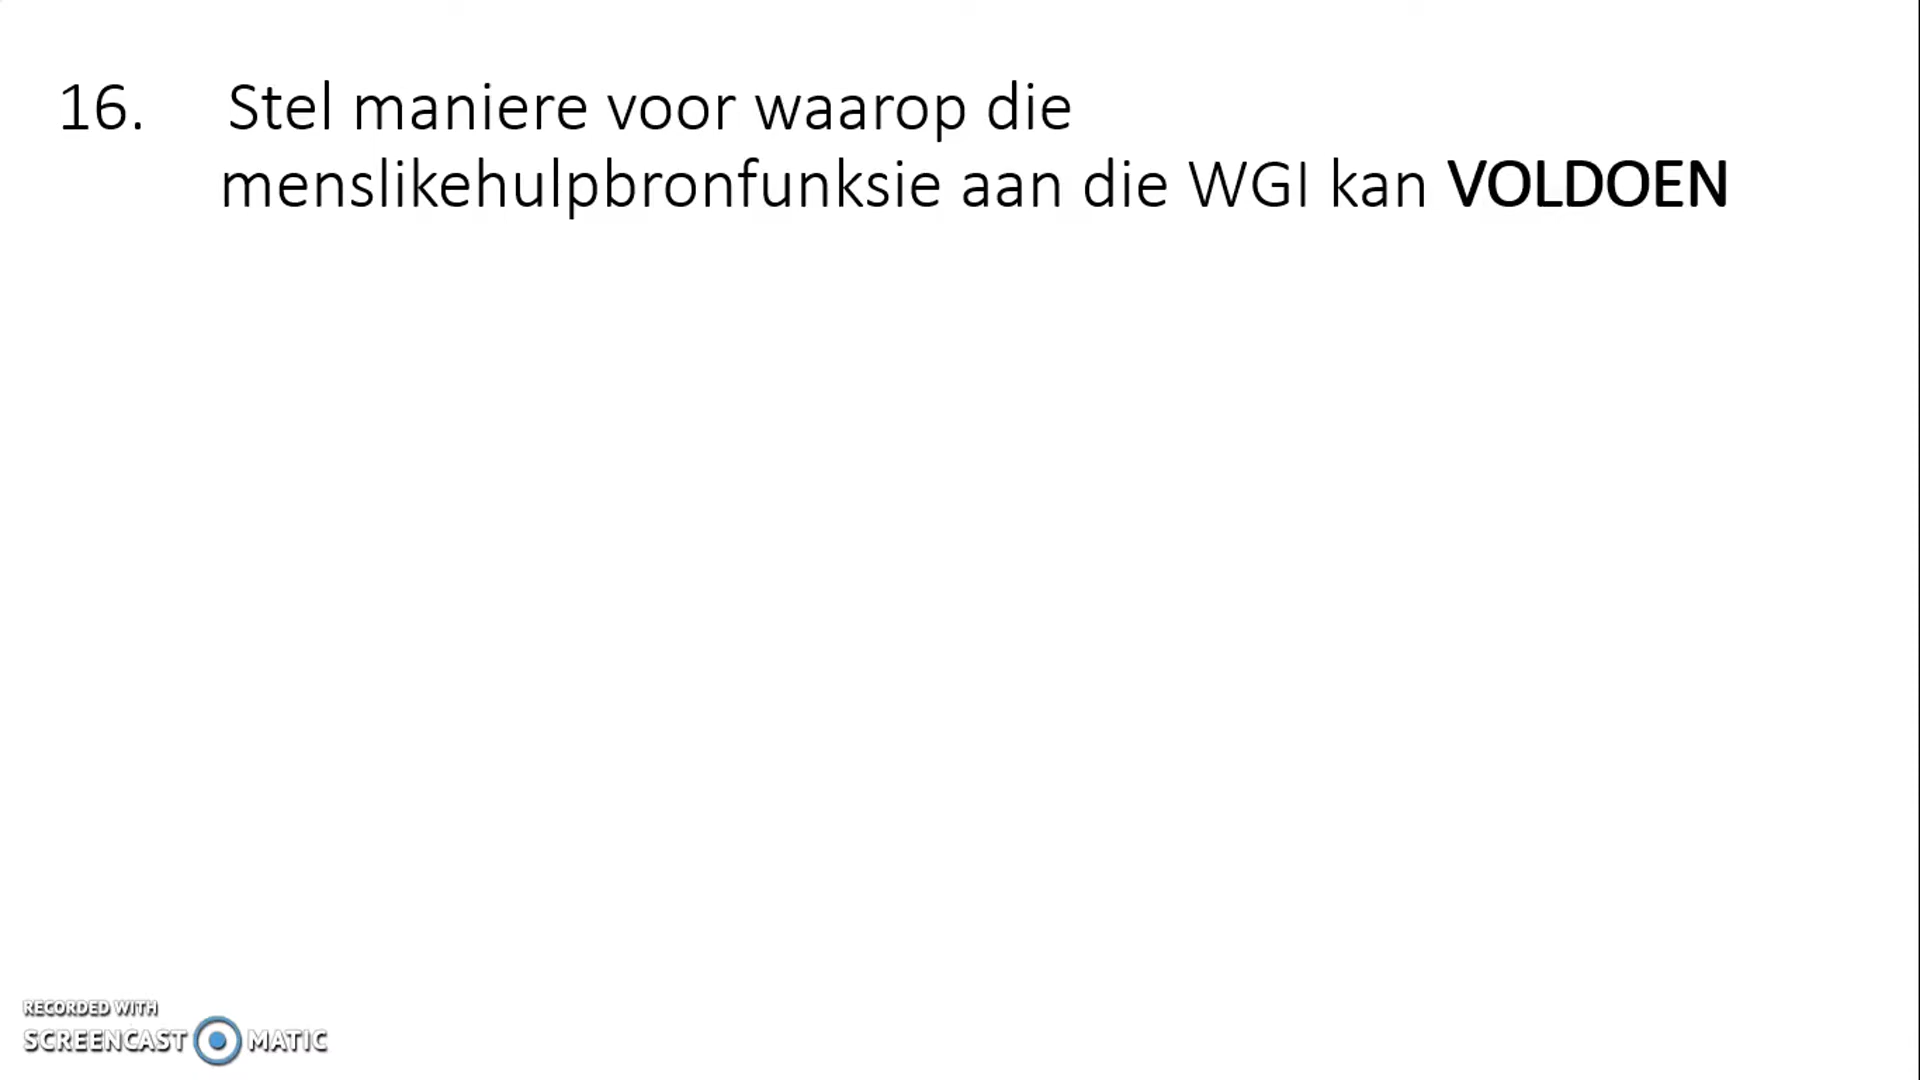 16. Stel maniere voor waarop die
menslikehulpbronfunksie aan die WGI kan VOLDOEN
RECORDED WITH
SCREENCAST MATIC